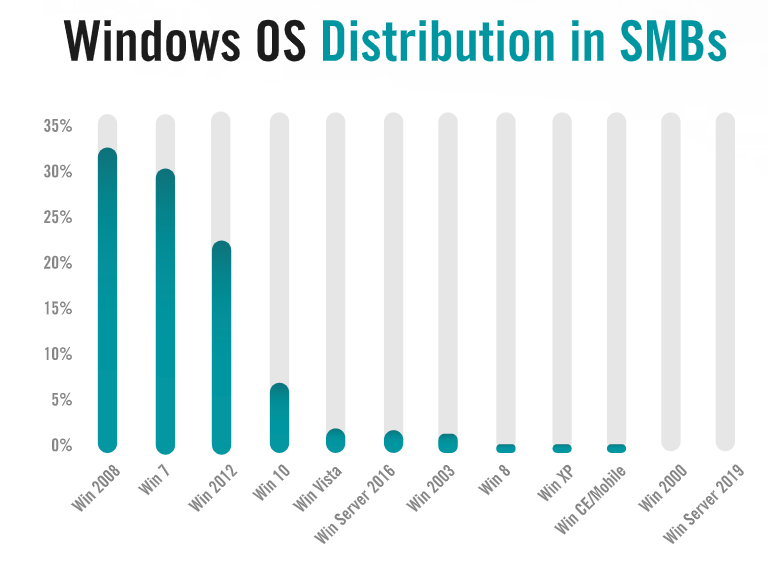 Windows OS Distribution in SMBs
35%
30%
25%
20%
15%
10%
5%
0%
Win 2008
Win 7
Win 2012
Win 10
Win Vista
Win Server 2016
Win 2003
Win 8
Win XP
Win CE/Mobile
Win 2000
Win Server 2019